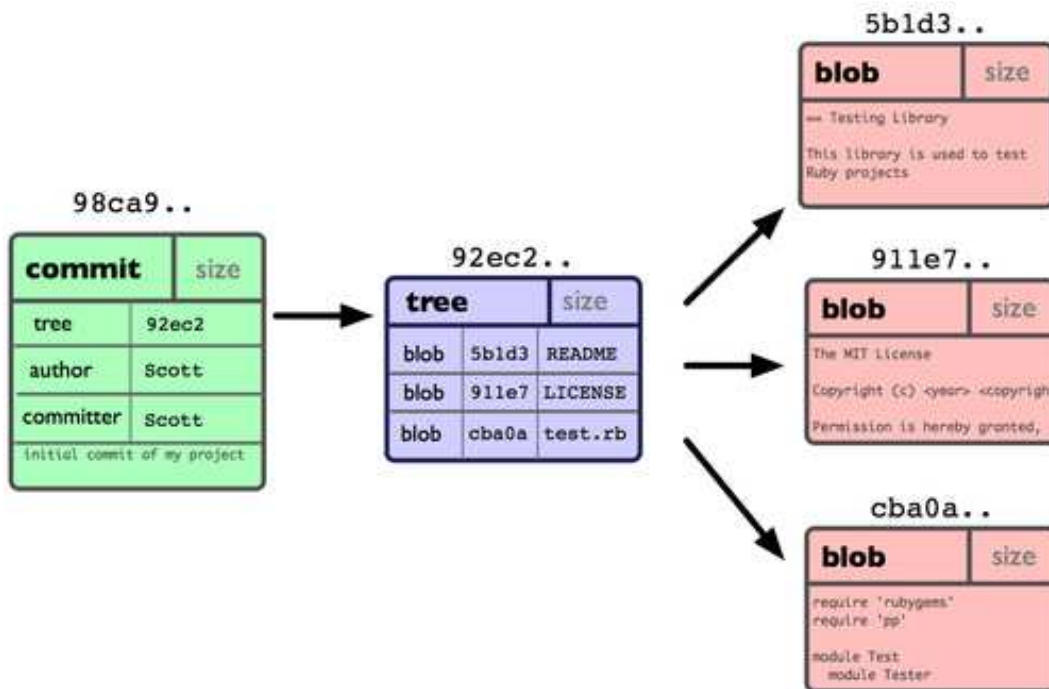 98ca9..
commit size
tree 92ec2
author Scott
committer Scott
initial commit of my project
92ec2..
tree size
blob 5b1d3 README
blob 911e7 LICENSE
blob cba0a test.rb
5b1d3..
blob size
== Testing Library
This library is used to test
Ruby projects
911e7..
blob size
The MIT License
Copyright (c) <year> <copyrigh
Permission is hereby granted,
cba0a..
blob size
require 'rubygems'
require 'pp'
module Test
module Tester